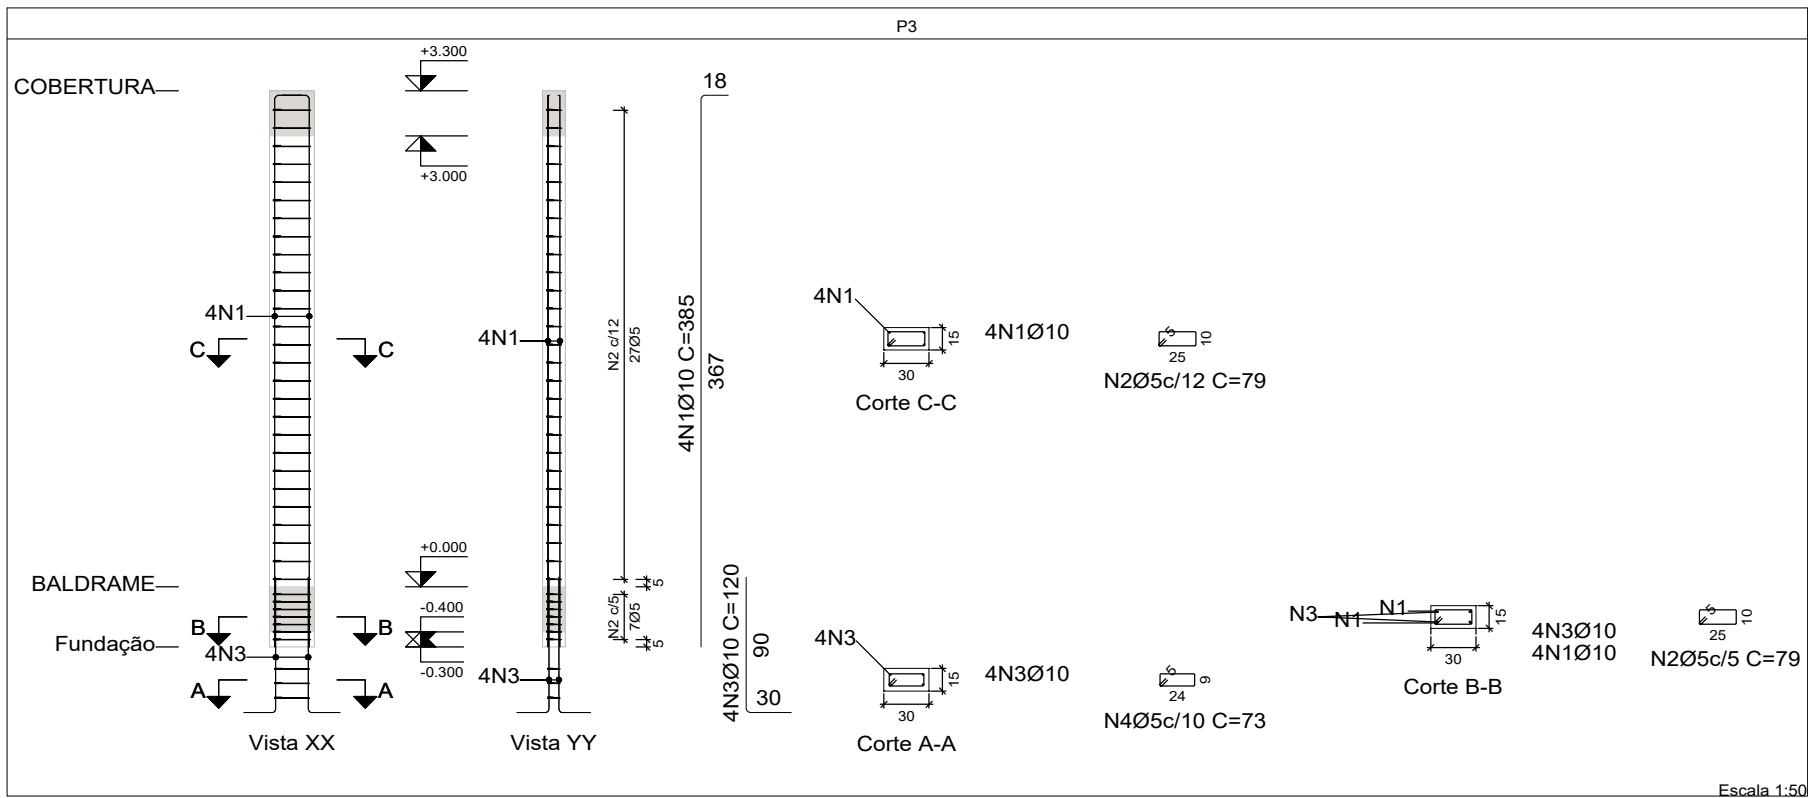 P3
COBERTURA
+3.300
+3.000
18
4N1
C
C
4N1
N2 c/12
27Ø5
4N1Ø10 C=385
367
4N1
15
30
4N1Ø10
Corte C-C
5
10
25
N2Ø5c/12 C=79
BALDRAME
+0.000
5
N2 c/5
7Ø5
5
-0.400
B
B
Fundação
4N3
-0.300
A
A
4N3
4N3Ø10 C=120
90
30
4N3
15
30
4N3Ø10
Corte A-A
5
9
24
N4Ø5c/10 C=73
N3
N1
N1
15
30
4N3Ø10
4N1Ø10
Corte B-B
5
10
25
N2Ø5c/5 C=79
Vista XX
Vista YY
Escala 1:50